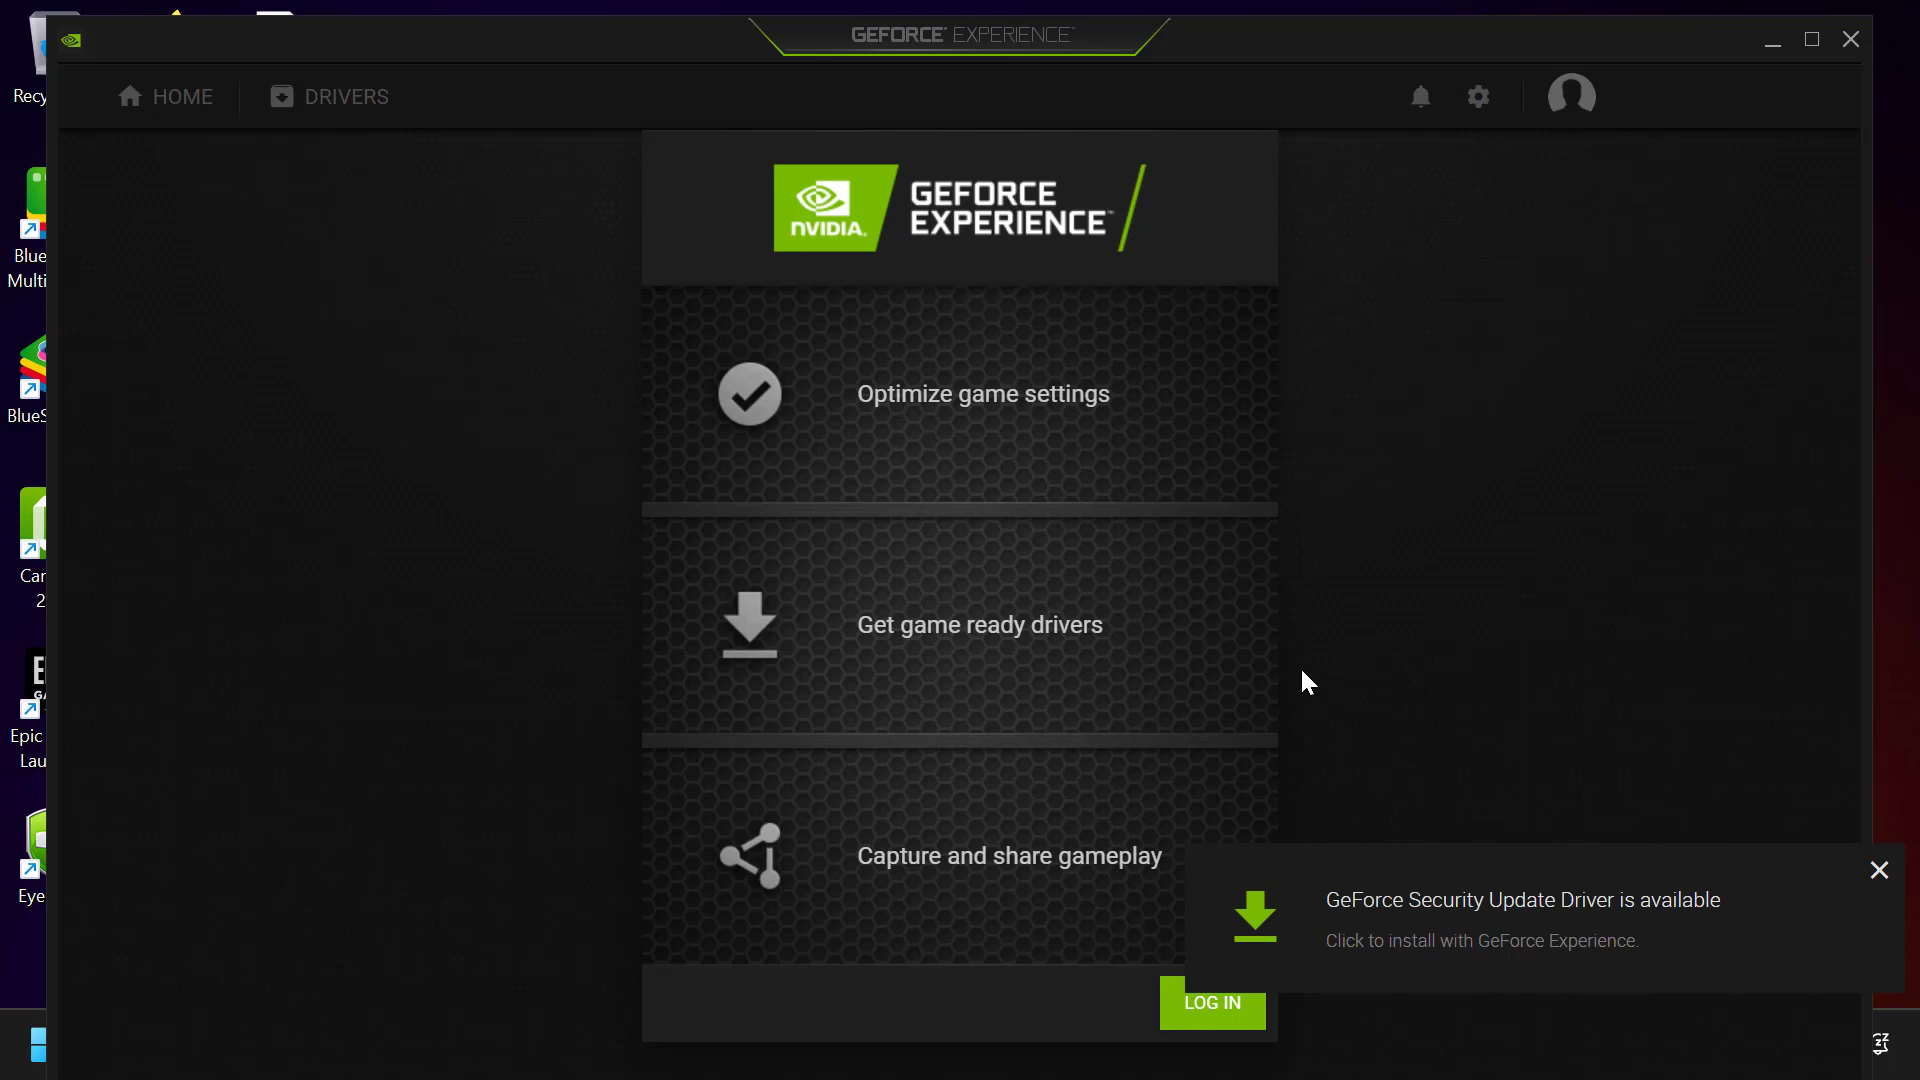 GEFORCE EXPERIENCE
HOME
DRIVERS
NVIDIA.
GEFORCE
EXPERIENCE™
Optimize game settings
Get game ready drivers
Capture and share gameplay
GeForce Security Update Driver is available
Click to install with GeForce Experience.
LOG IN
Recy
Blue
Multi
BlueS
Car
2
Epic
Lau
Eye